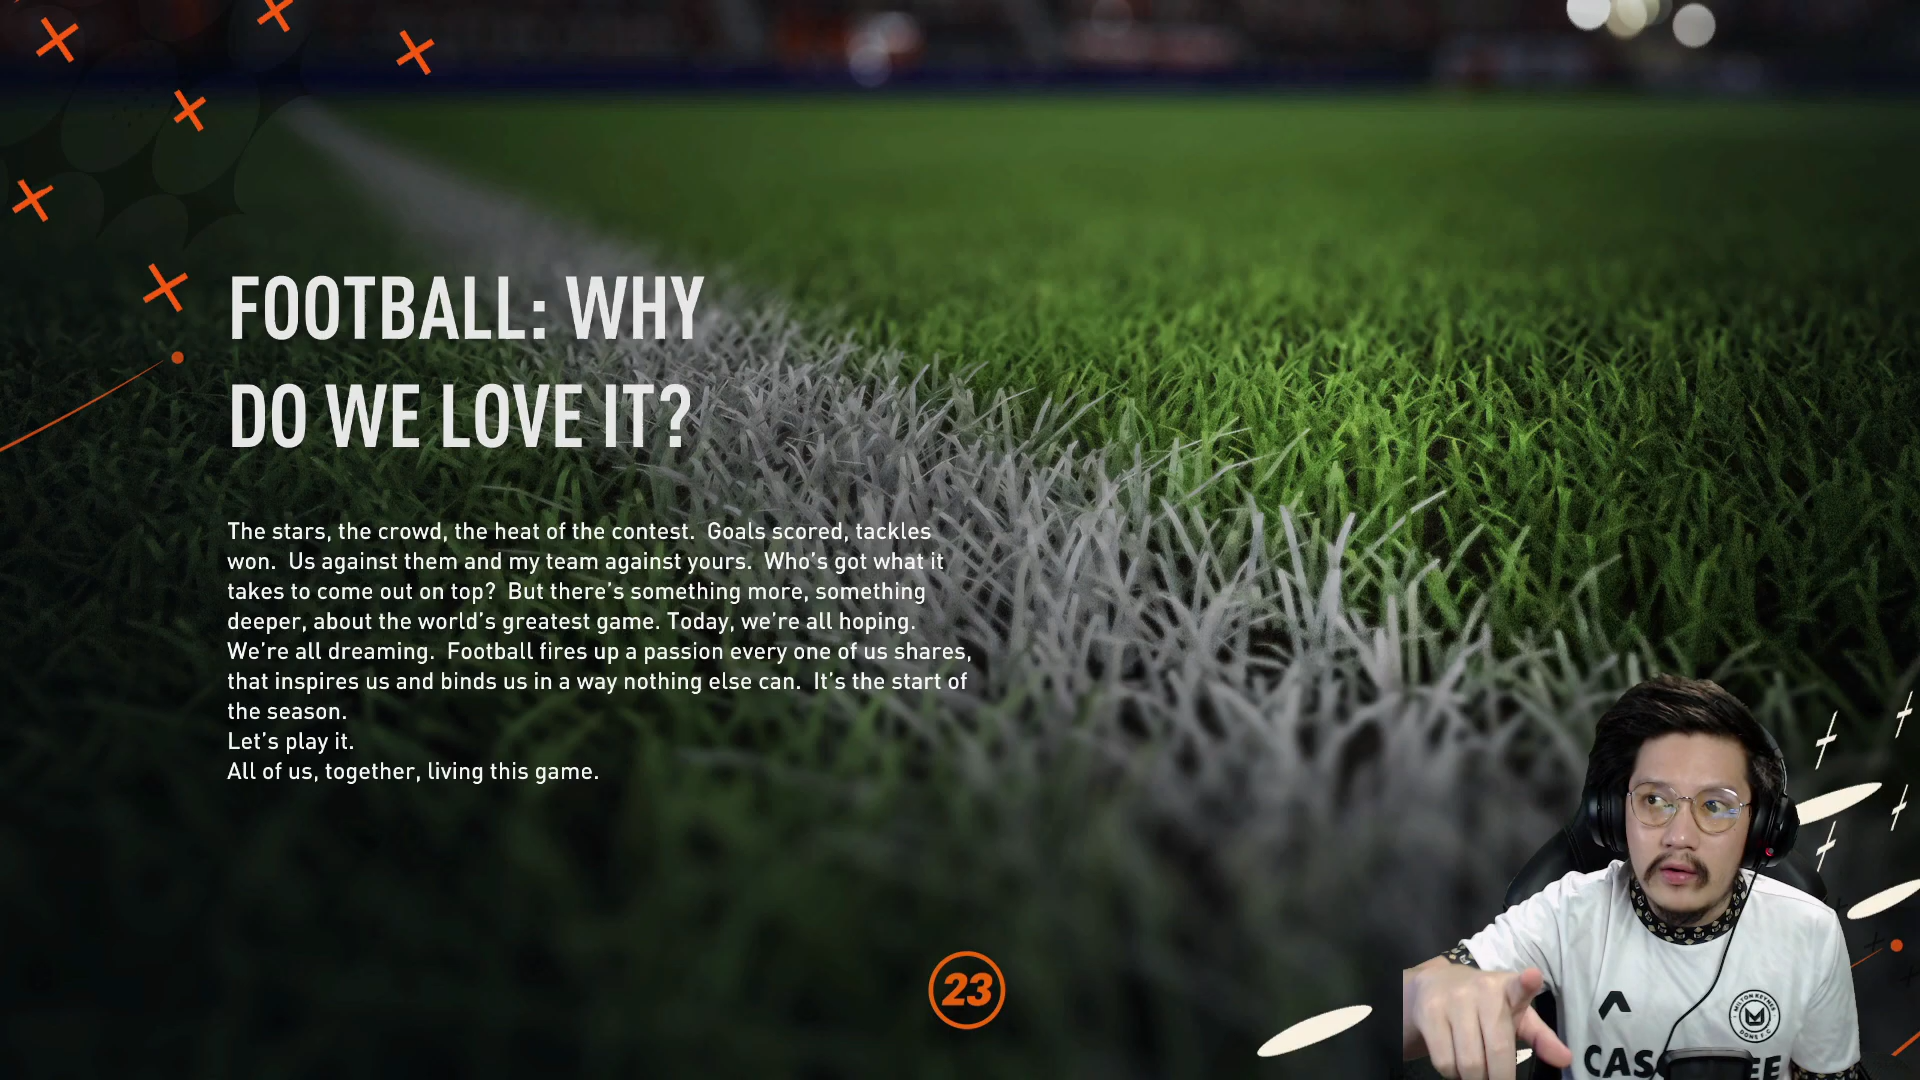 FOOTBALL: WHY
DO WE LOVE IT?
The stars, the crowd, the heat of the contest.  Goals scored, tackles
won.  Us against them and my team against yours.  Who's got what it
takes to come out on top?  But there's something more, something
deeper, about the world's greatest game. Today, we're all hoping.
We're all dreaming.  Football fires up a passion every one of us shares,
that inspires us and binds us in a way nothing else can.  It's the start of
the season.
Let's play it.
All of us, together, living this game.
23
MILTON KEYNES
DONS F.C